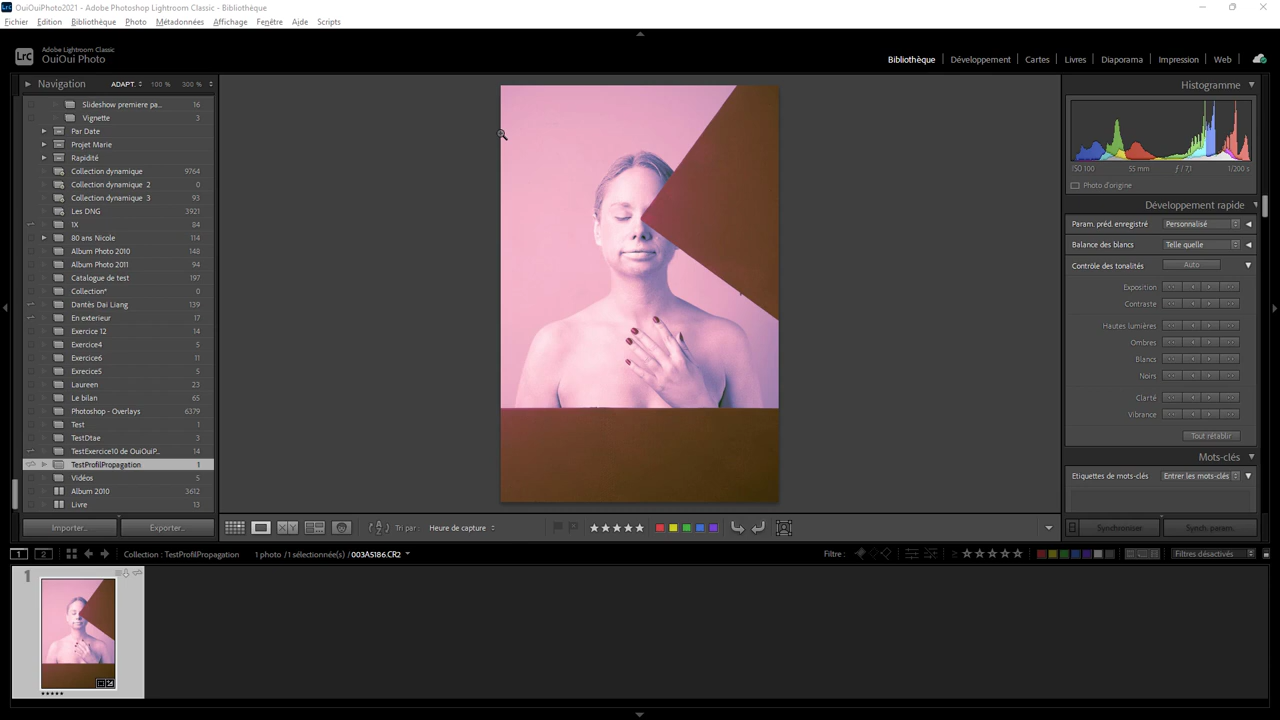 OuiOuiPhoto2021 - Adobe Photoshop Lightroom Classic - Bibliothèque
Fichier Edition Bibliothèque Photo Métadonnées Affichage Fenêtre Aide Scripts
Lrc
Adobe Lightroom Classic
OuiOui Photo
Bibliothèque Développement Cartes Livres Diaporama Impression Web
Navigation ADAPT. 100 % 300 %
Slideshow premiere pa... 16
Vignette 3
Par Date
Projet Marie
Rapidité
Collection dynamique 9764
Collection dynamique 2 0
Collection dynamique 3 93
Les DNG 3921
1X 84
80 ans Nicole 114
Album Photo 2010 148
Album Photo 2011 94
Catalogue de test 197
Collection* 0
Dantès Dai Liang 139
En exterieur 17
Exercice 12 14
Exercice4 5
Exercice6 11
Exrecice5 5
Laureen 23
Le bilan 65
Photoshop - Overlays 6379
Test 1
TestDtae 3
TestExercice10 de OuiOuiP... 14
TestProfilPropagation 1
Vidéos 5
Album 2010 3612
Livre 13
Importer... Exporter...
Tri par : Heure de capture
Histogramme
ISO 100 55 mm ƒ / 7,1 1/200 s
Photo d'origine
Développement rapide
Param. préd. enregistré Personnalisé
Balance des blancs Telle quelle
Contrôle des tonalités Auto
Exposition
Contraste
Hautes lumières
Ombres
Blancs
Noirs
Clarté
Vibrance
Tout rétablir
Mots-clés
Etiquettes de mots-clés Entrer les mots-clés
Synchroniser Synch. param.
1 2 Collection : TestProfilPropagation 1 photo /1 sélectionnée(s) /003A5186.CR2 Filtre : Filtres désactivés
1